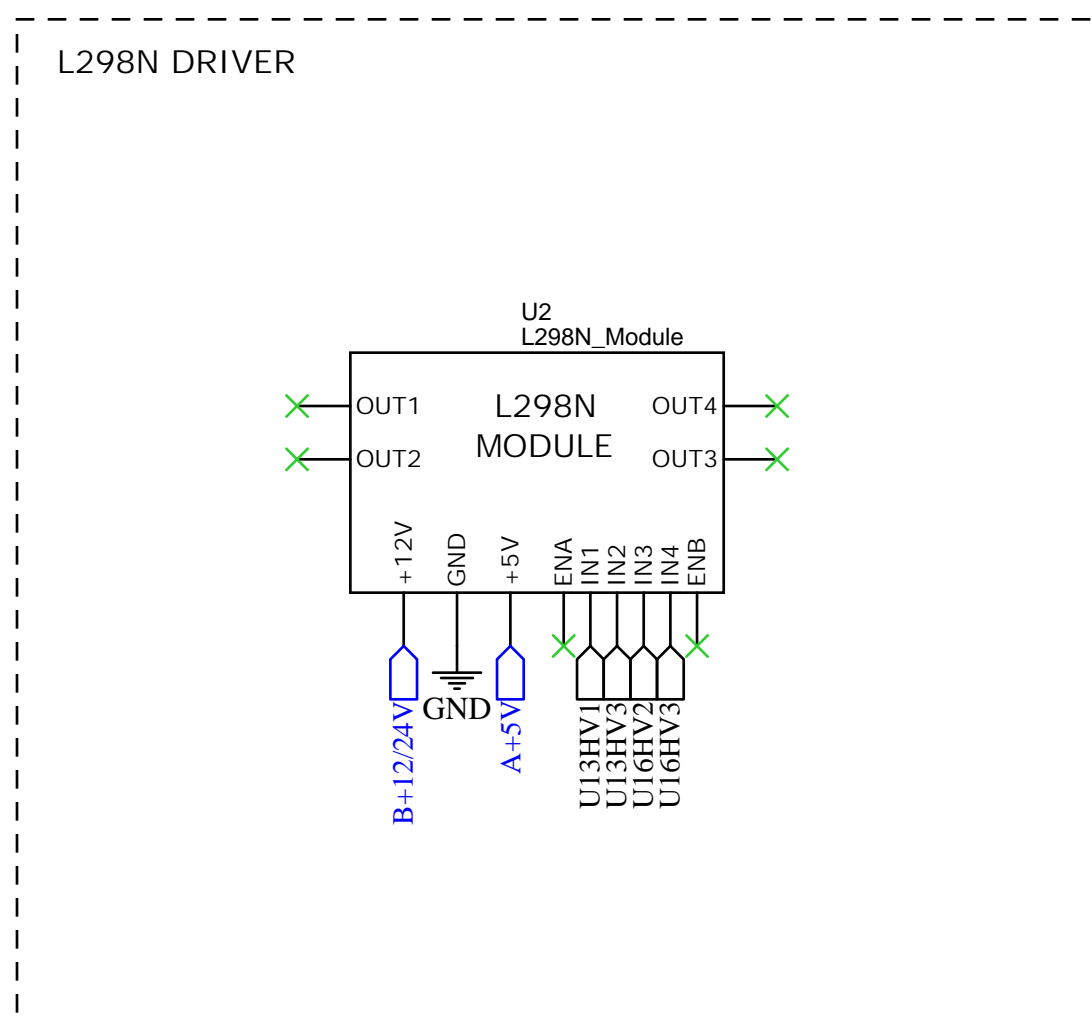 L298N DRIVER
U2
L298N_Module
OUT1
L298N
OUT4
MODULE
OUT2
OUT3
+12V
GND
+5V
ENA
IN1
IN2
IN3
IN4
ENB
GND
B+12/24V
A+5V
U13HV1
U13HV3
U16HV2
U16HV3